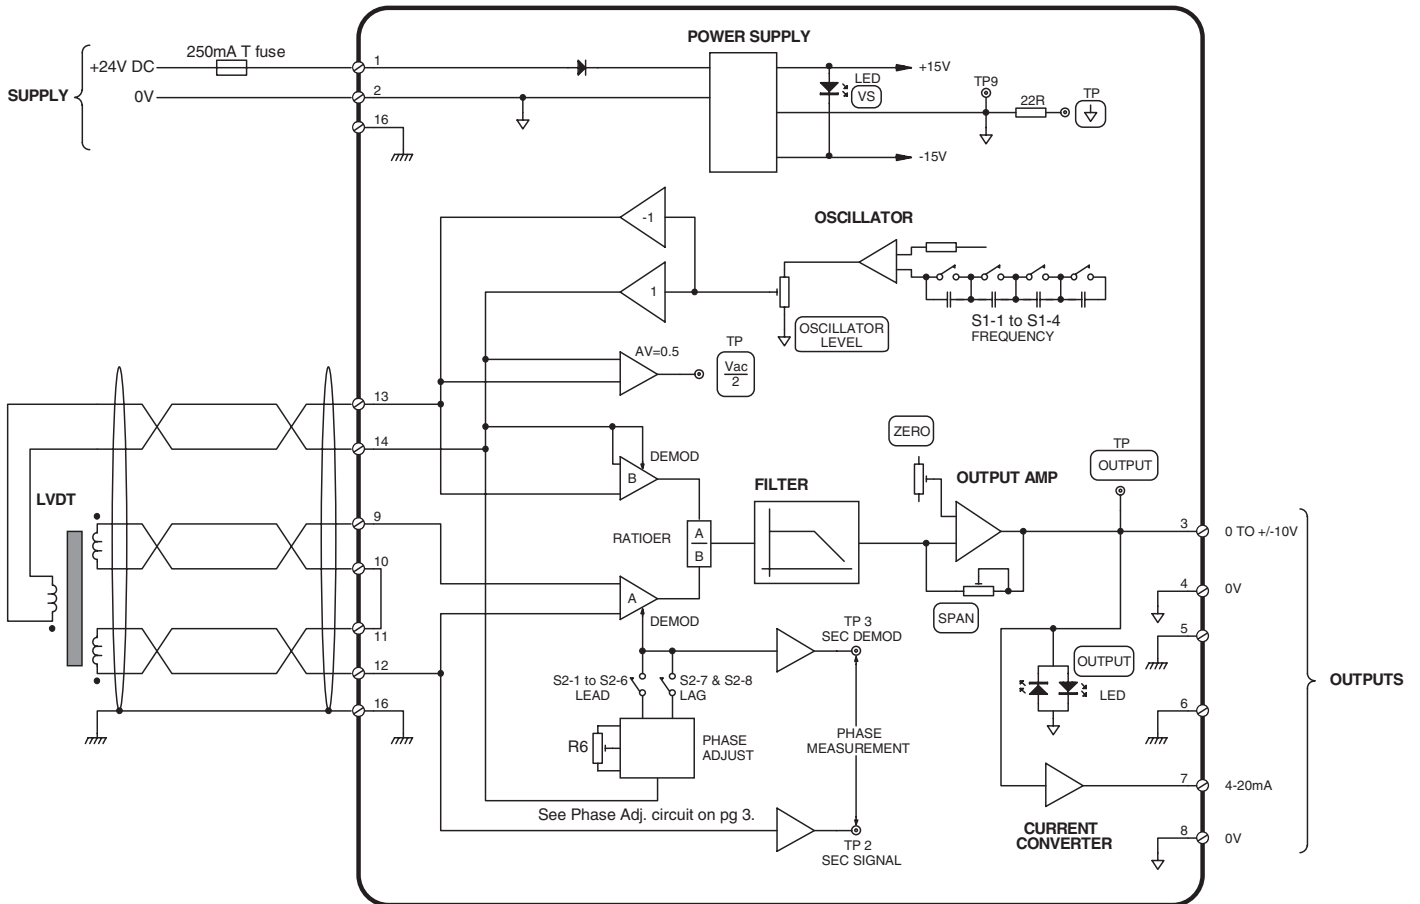 POWER SUPPLY
250mA T fuse
SUPPLY
+24V DC
0V
1
2
16
+15V
LED
VS
-15V
TP9
22R
TP
OSCILLATOR
-1
1
OSCILLATOR
LEVEL
S1-1 to S1-4
FREQUENCY
AV=0.5
TP
Vac
2
13
14
LVDT
9
10
11
12
16
DEMOD
B
RATIOER
A
B
A
DEMOD
FILTER
ZERO
OUTPUT AMP
SPAN
TP
OUTPUT
3
0 TO +/-10V
4
0V
5
OUTPUT
LED
6
7
4-20mA
8
0V
OUTPUTS
CURRENT
CONVERTER
TP 3
SEC DEMOD
S2-1 to S2-6
LEAD
S2-7 & S2-8
LAG
R6
PHASE
ADJUST
PHASE
MEASUREMENT
See Phase Adj. circuit on pg 3.
TP 2
SEC SIGNAL